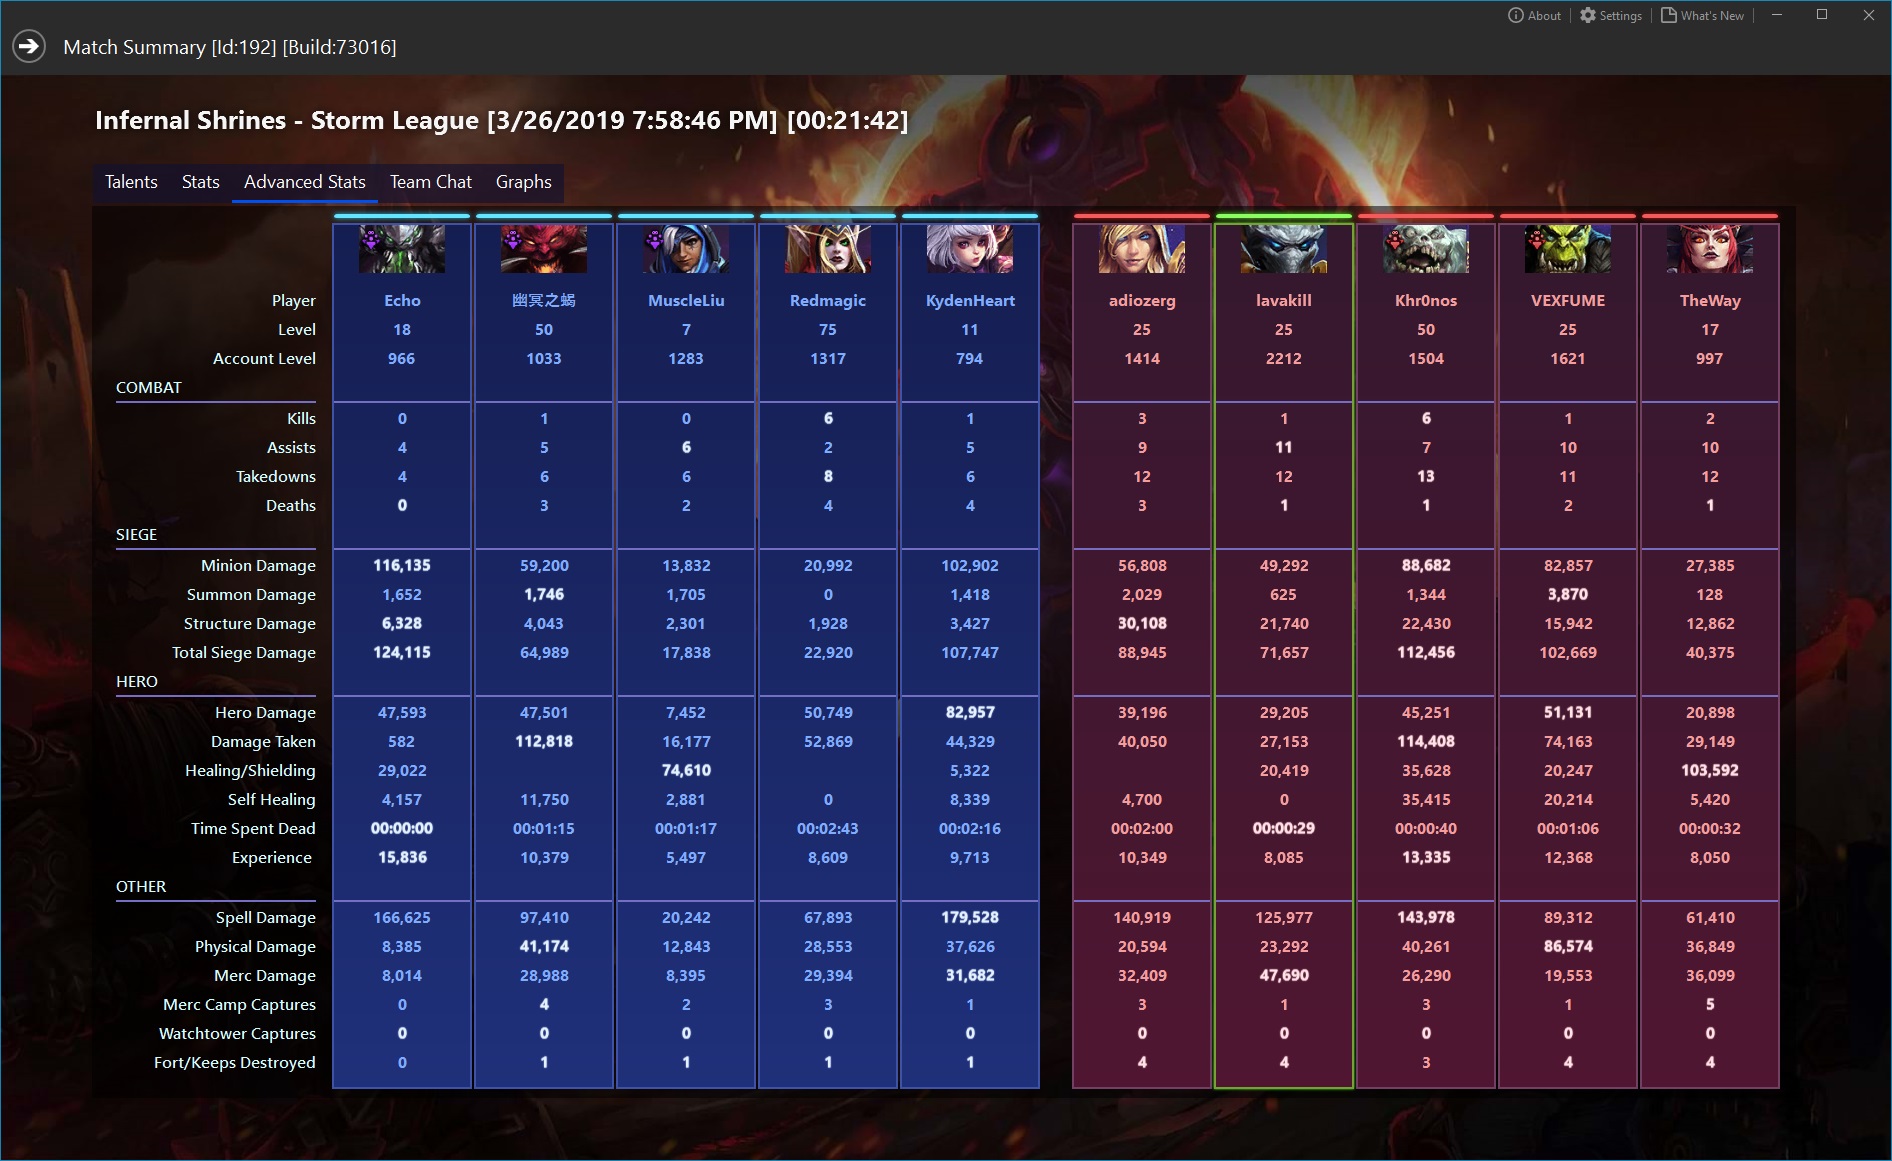 About Settings What's New
Match Summary [Id:192] [Build:73016]
Infernal Shrines - Storm League [3/26/2019 7:58:46 PM] [00:21:42]
Talents Stats Advanced Stats Team Chat Graphs
Player Echo 幽冥之蝎 MuscleLiu Redmagic KydenHeart adiozerg lavakill Khr0nos VEXFUME TheWay
Level 18 50 7 75 11 25 25 50 25 17
Account Level 966 1033 1283 1317 794 1414 2212 1504 1621 997
COMBAT
Kills 0 1 0 6 1 3 1 6 1 2
Assists 4 5 6 2 5 9 11 7 10 10
Takedowns 4 6 6 8 6 12 12 13 11 12
Deaths 0 3 2 4 4 3 1 1 2 1
SIEGE
Minion Damage 116,135 59,200 13,832 20,992 102,902 56,808 49,292 88,682 82,857 27,385
Summon Damage 1,652 1,746 1,705 0 1,418 2,029 625 1,344 3,870 128
Structure Damage 6,328 4,043 2,301 1,928 3,427 30,108 21,740 22,430 15,942 12,862
Total Siege Damage 124,115 64,989 17,838 22,920 107,747 88,945 71,657 112,456 102,669 40,375
HERO
Hero Damage 47,593 47,501 7,452 50,749 82,957 39,196 29,205 45,251 51,131 20,898
Damage Taken 582 112,818 16,177 52,869 44,329 40,050 27,153 114,408 74,163 29,149
Healing/Shielding 29,022 74,610 5,322 20,419 35,628 20,247 103,592
Self Healing 4,157 11,750 2,881 0 8,339 4,700 0 35,415 20,214 5,420
Time Spent Dead 00:00:00 00:01:15 00:01:17 00:02:43 00:02:16 00:02:00 00:00:29 00:00:40 00:01:06 00:00:32
Experience 15,836 10,379 5,497 8,609 9,713 10,349 8,085 13,335 12,368 8,050
OTHER
Spell Damage 166,625 97,410 20,242 67,893 179,528 140,919 125,977 143,978 89,312 61,410
Physical Damage 8,385 41,174 12,843 28,553 37,626 20,594 23,292 40,261 86,574 36,849
Merc Damage 8,014 28,988 8,395 29,394 31,682 32,409 47,690 26,290 19,553 36,099
Merc Camp Captures 0 4 2 3 1 3 1 3 1 5
Watchtower Captures 0 0 0 0 0 0 0 0 0 0
Fort/Keeps Destroyed 0 1 1 1 1 4 4 3 4 4